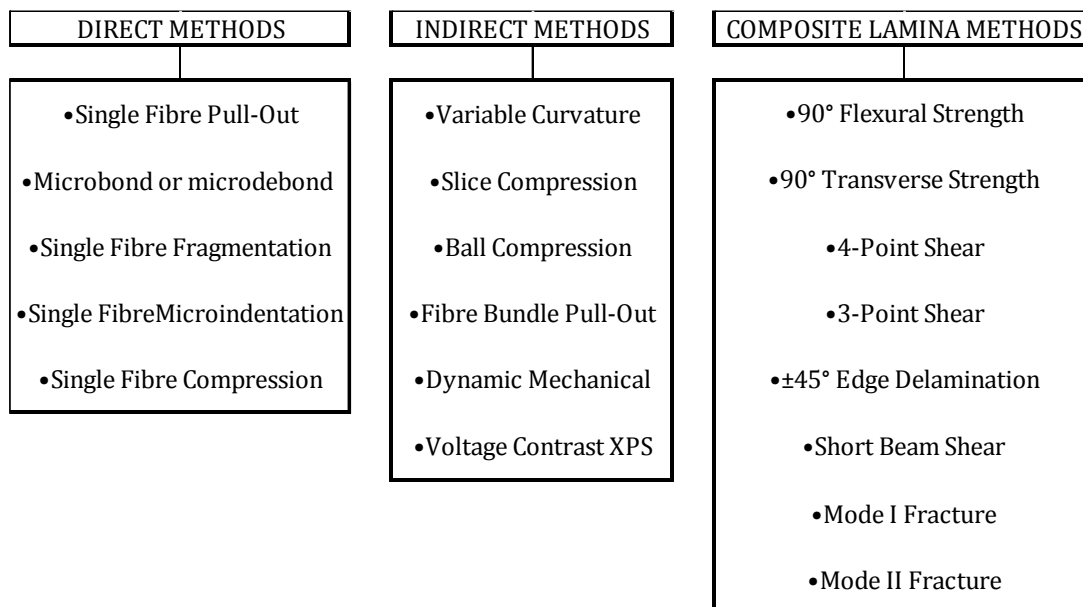 DIRECT METHODS
•Single Fibre Pull-Out
•Microbond or microdebond
•Single Fibre Fragmentation
•Single FibreMicroindentation
•Single Fibre Compression
INDIRECT METHODS
•Variable Curvature
•Slice Compression
•Ball Compression
•Fibre Bundle Pull-Out
•Dynamic Mechanical
•Voltage Contrast XPS
COMPOSITE LAMINA METHODS
•90° Flexural Strength
•90° Transverse Strength
•4-Point Shear
•3-Point Shear
•±45° Edge Delamination
•Short Beam Shear
•Mode I Fracture
•Mode II Fracture